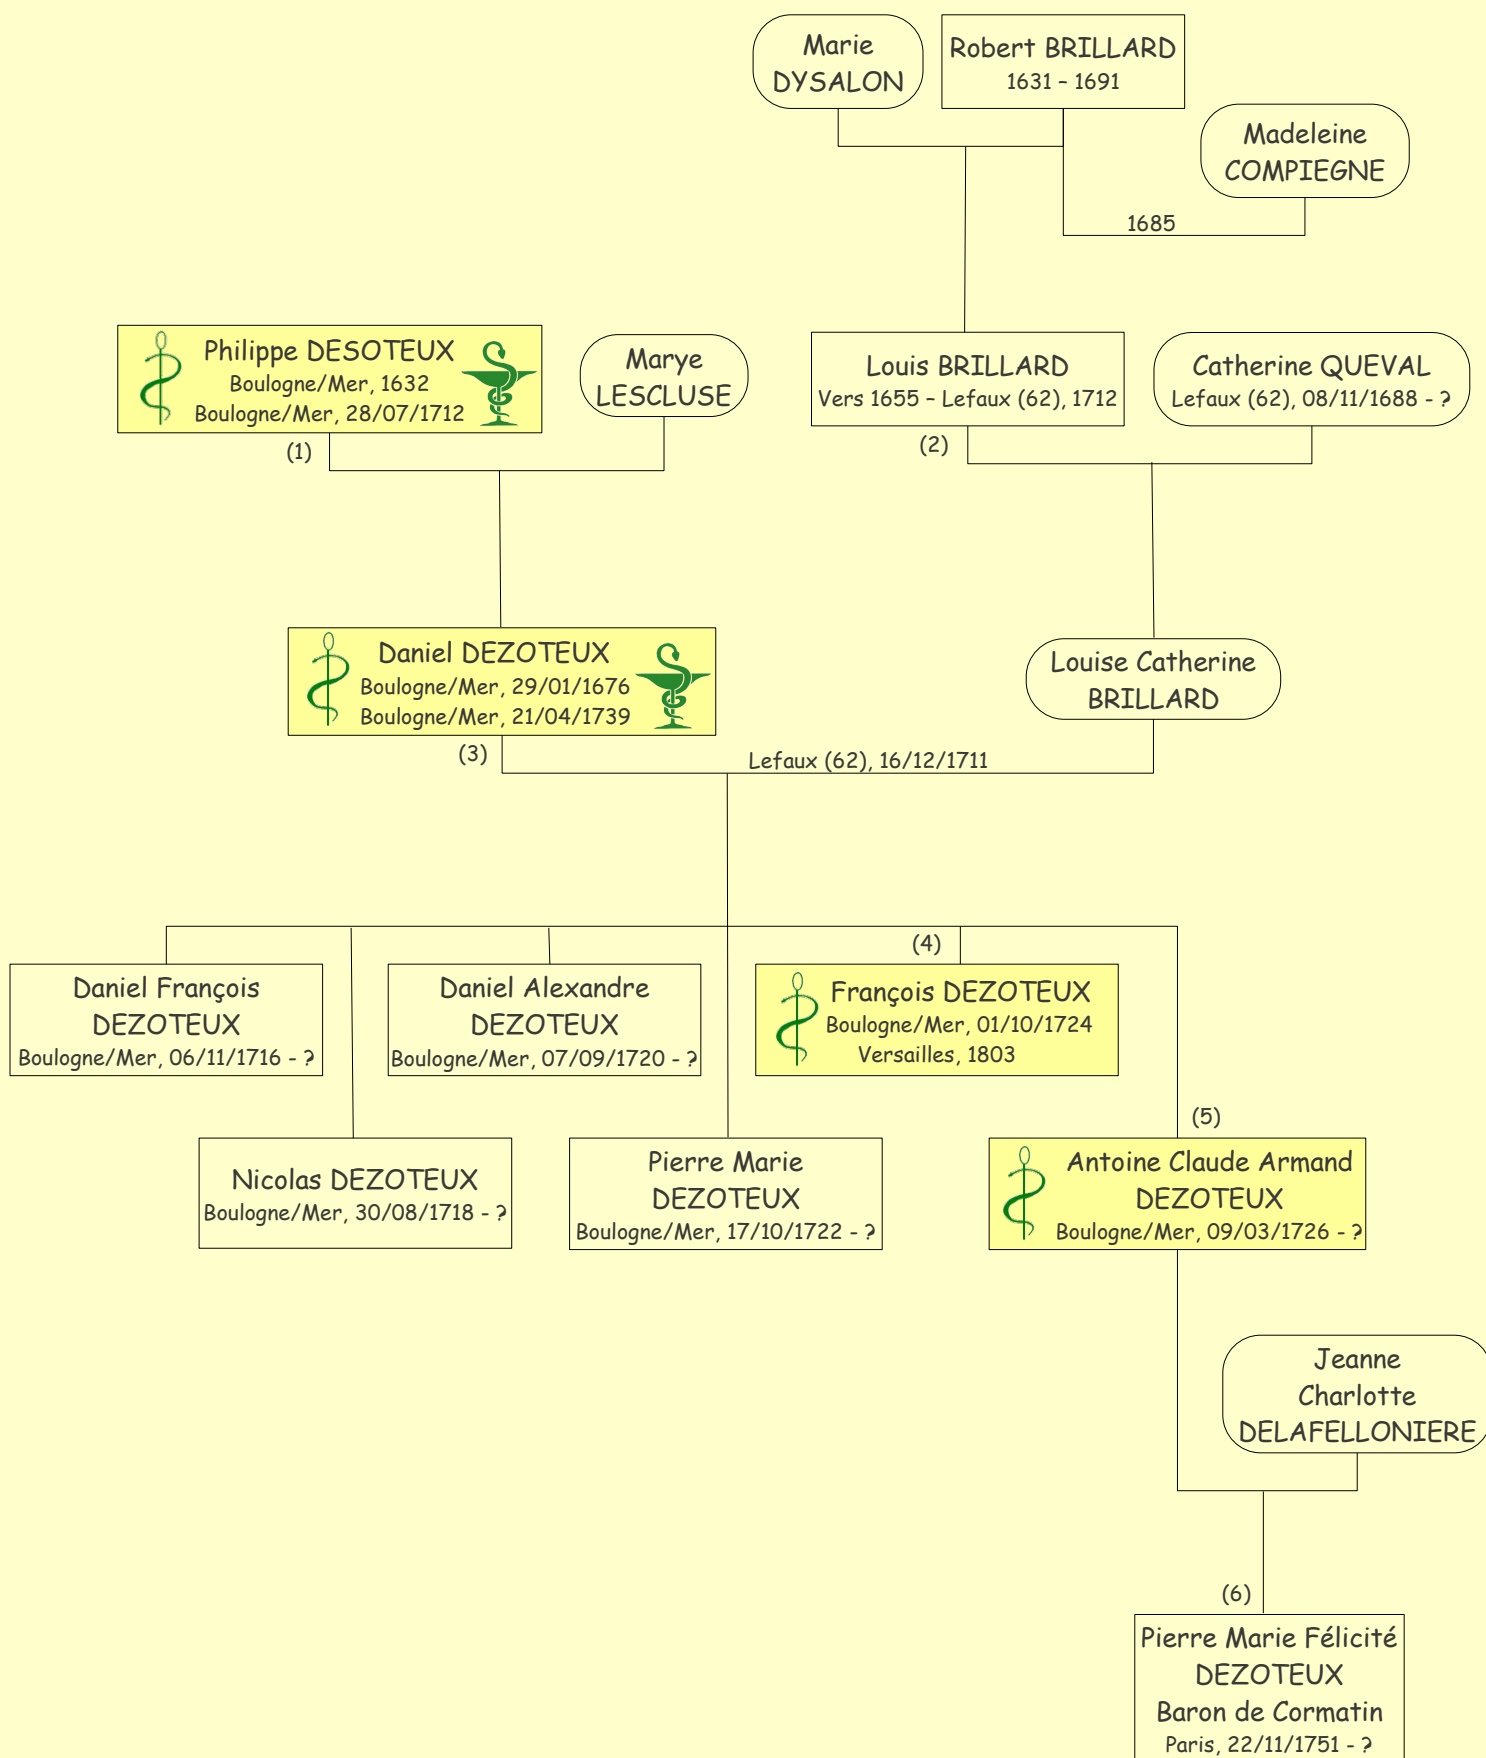 Marie
DYSALON
Robert BRILLARD
1631 – 1691
Madeleine
COMPIEGNE
1685
Philippe DESOTEUX
Boulogne/Mer, 1632
Boulogne/Mer, 28/07/1712
Marye
LESCLUSE
Louis BRILLARD
Vers 1655 – Lefaux (62), 1712
Catherine QUEVAL
Lefaux (62), 08/11/1688 - ?
(1)
(2)
Daniel DEZOTEUX
Boulogne/Mer, 29/01/1676
Boulogne/Mer, 21/04/1739
Louise Catherine
BRILLARD
(3)
Lefaux (62), 16/12/1711
(4)
Daniel François
DEZOTEUX
Boulogne/Mer, 06/11/1716 - ?
Daniel Alexandre
DEZOTEUX
Boulogne/Mer, 07/09/1720 - ?
François DEZOTEUX
Boulogne/Mer, 01/10/1724
Versailles, 1803
(5)
Nicolas DEZOTEUX
Boulogne/Mer, 30/08/1718 - ?
Pierre Marie
DEZOTEUX
Boulogne/Mer, 17/10/1722 - ?
Antoine Claude Armand
DEZOTEUX
Boulogne/Mer, 09/03/1726 - ?
Jeanne
Charlotte
DELAFELLONIERE
(6)
Pierre Marie Félicité
DEZOTEUX
Baron de Cormatin
Paris, 22/11/1751 - ?